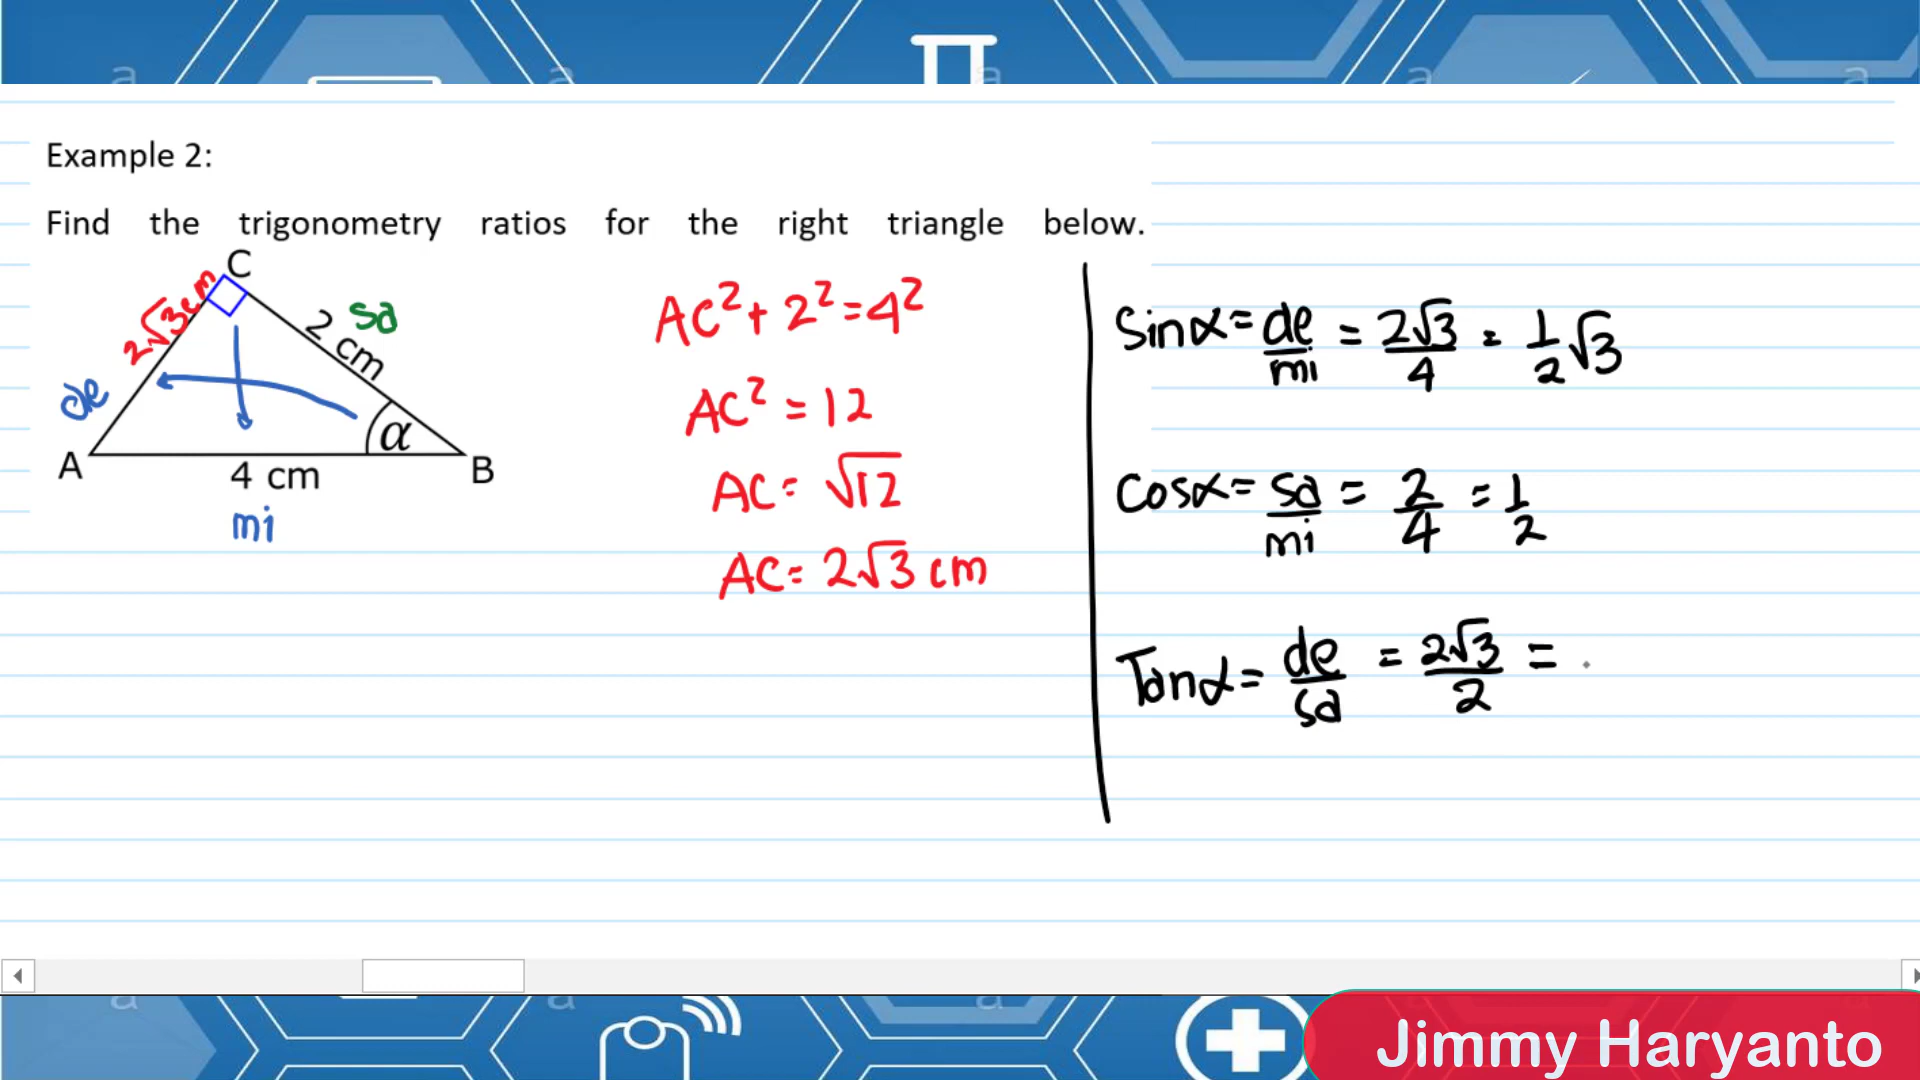 Example 2:
Find the trigonometry ratios for the right triangle below.
C
2√3cm
2 cm
sa
de
α
A
4 cm
B
mi
AC² + 2² = 4²
AC² = 12
AC = √12
AC = 2√3 cm
Sin α = de/mi = 2√3/4 = 1/2 √3
Cos α = sa/mi = 2/4 = 1/2
Tan α = de/sa = 2√3/2 =
Jimmy Haryanto